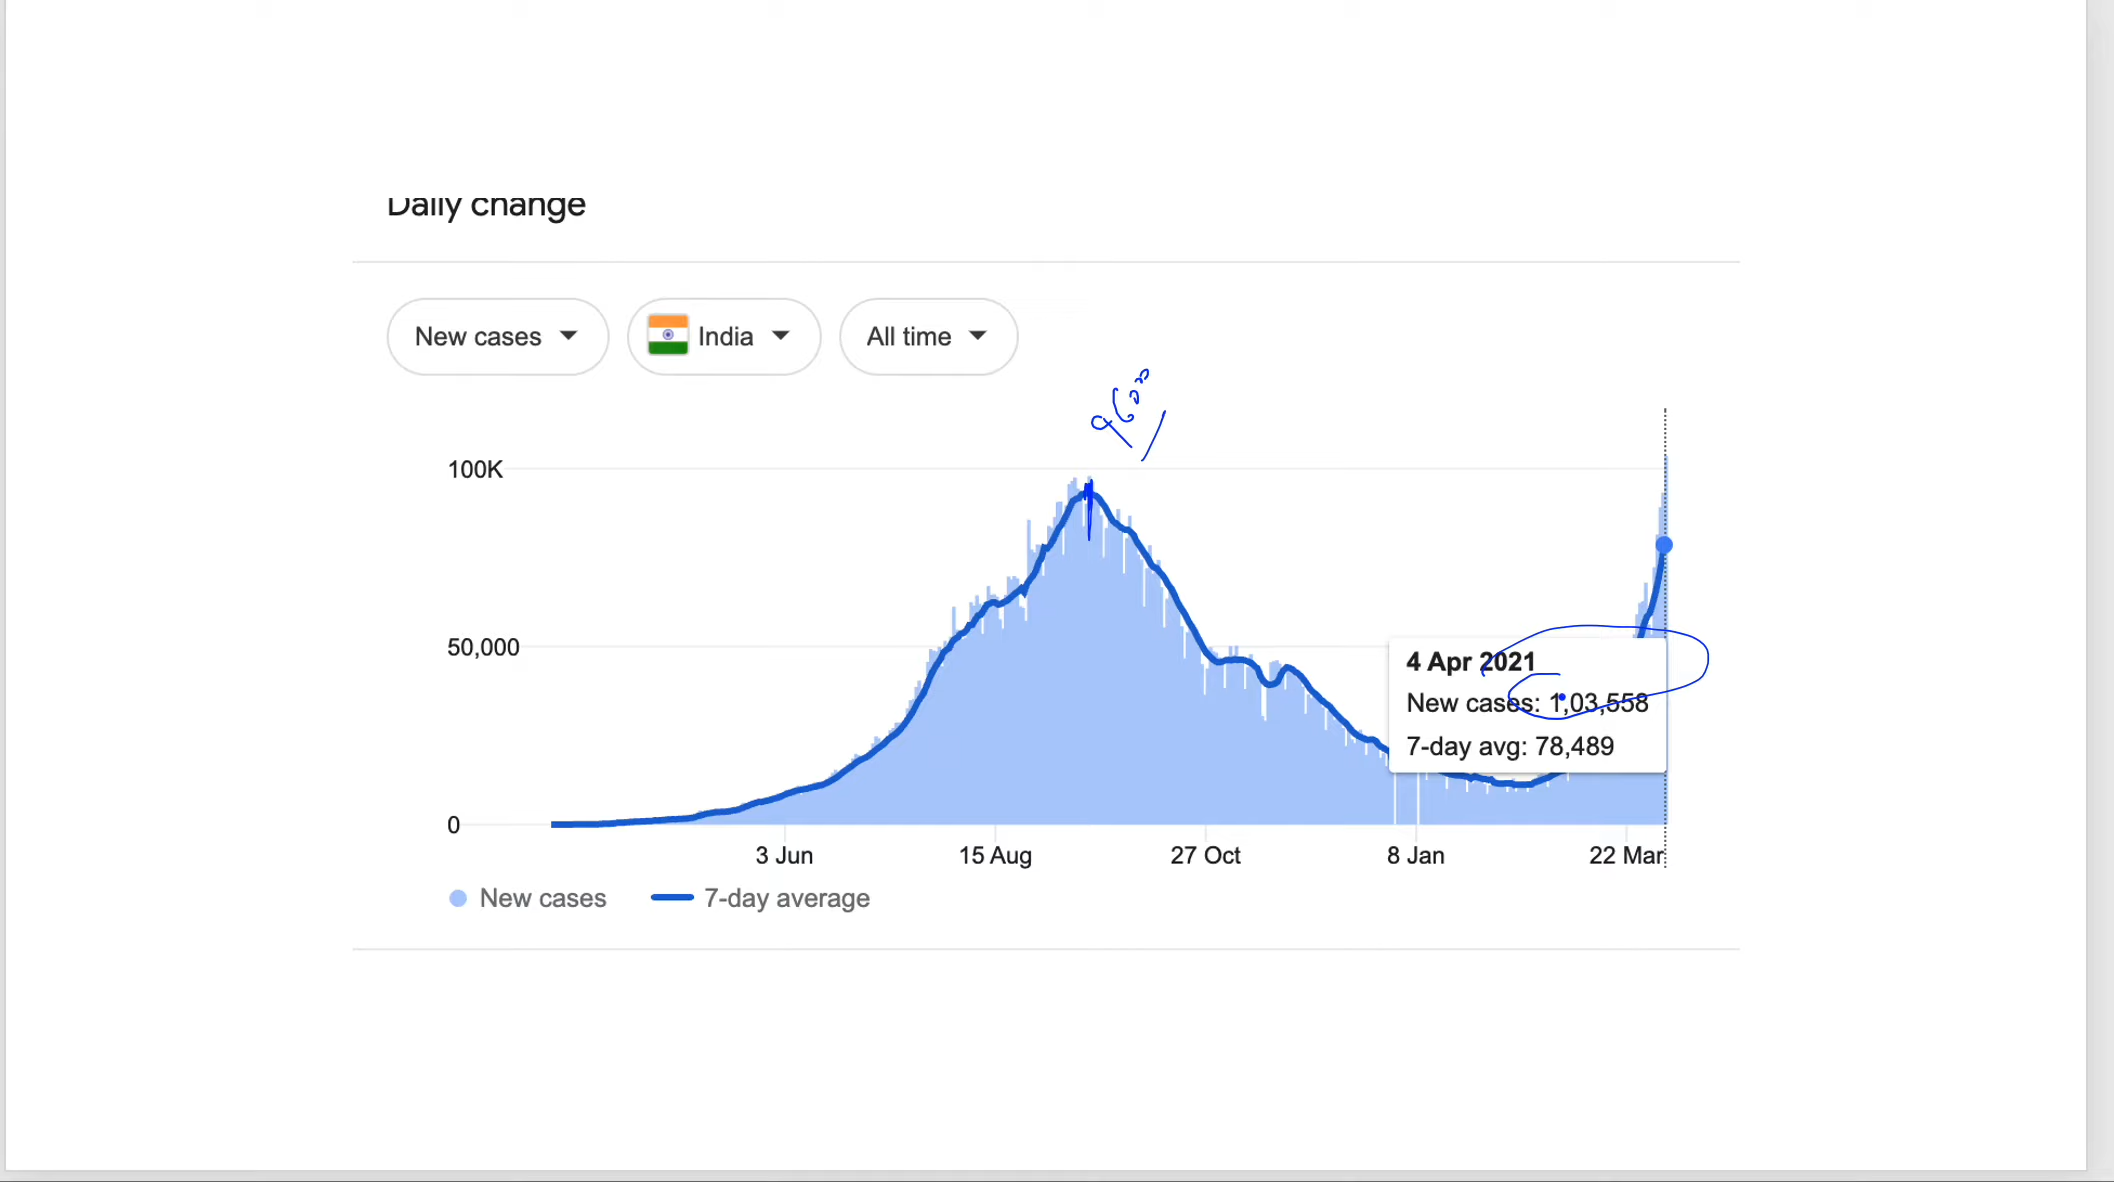 Daily change
New cases India All time
96000
100K
50,000
0
4 Apr 2021
New cases: 1,03,558
7-day avg: 78,489
3 Jun 15 Aug 27 Oct 8 Jan 22 Mar
New cases 7-day average